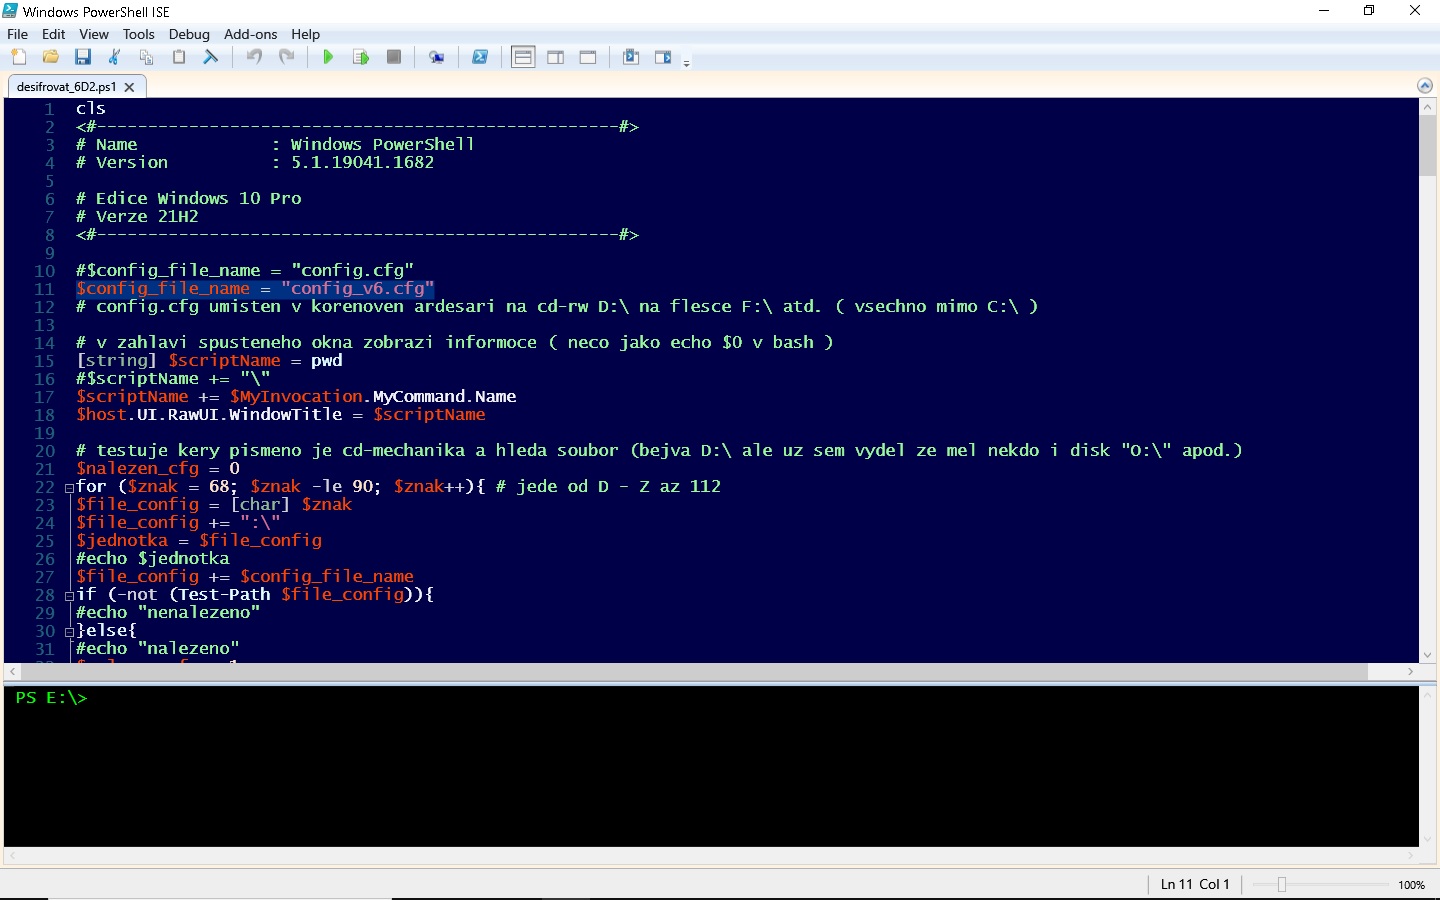 Windows PowerShell ISE
File Edit View Tools Debug Add-ons Help
desifrovat_6D2.ps1
1 cls
2 <#---------------------------------------------------#>
3 # Name : Windows PowerShell
4 # Version : 5.1.19041.1682
5
6 # Edice Windows 10 Pro
7 # Verze 21H2
8 <#---------------------------------------------------#>
9
10 #$config_file_name = "config.cfg"
11 $config_file_name = "config_v6.cfg"
12 # config.cfg umisten v korenoven ardesari na cd-rw D:\ na flesce F:\ atd. ( vsechno mimo C:\ )
13
14 # v zahlavi spusteneho okna zobrazi informoce ( neco jako echo $0 v bash )
15 [string] $scriptName = pwd
16 #$scriptName += "\"
17 $scriptName += $MyInvocation.MyCommand.Name
18 $host.UI.RawUI.WindowTitle = $scriptName
19
20 # testuje kery pismeno je cd-mechanika a hleda soubor (bejva D:\ ale uz sem vydel ze mel nekdo i disk "O:\" apod.)
21 $nalezen_cfg = 0
22 for ($znak = 68; $znak -le 90; $znak++){ # jede od D - Z az 112
23 $file_config = [char] $znak
24 $file_config += ":\"
25 $jednotka = $file_config
26 #echo $jednotka
27 $file_config += $config_file_name
28 if (-not (Test-Path $file_config)){
29 #echo "nenalezeno"
30 }else{
31 #echo "nalezeno"
PS E:\>
Ln 11 Col 1 100%